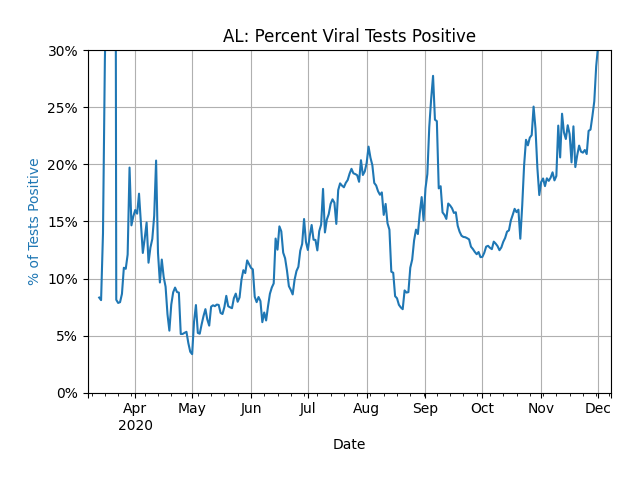 AL: Percent Viral Tests Positive
30%
25%
20%
15%
10%
5%
0%
% of Tests Positive
Apr May Jun Jul Aug Sep Oct Nov Dec
2020
Date